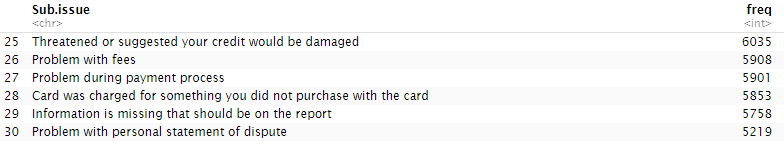 Sub.issue freq
<chr> <int>
25 Threatened or suggested your credit would be damaged 6035
26 Problem with fees 5908
27 Problem during payment process 5901
28 Card was charged for something you did not purchase with the card 5853
29 Information is missing that should be on the report 5758
30 Problem with personal statement of dispute 5219